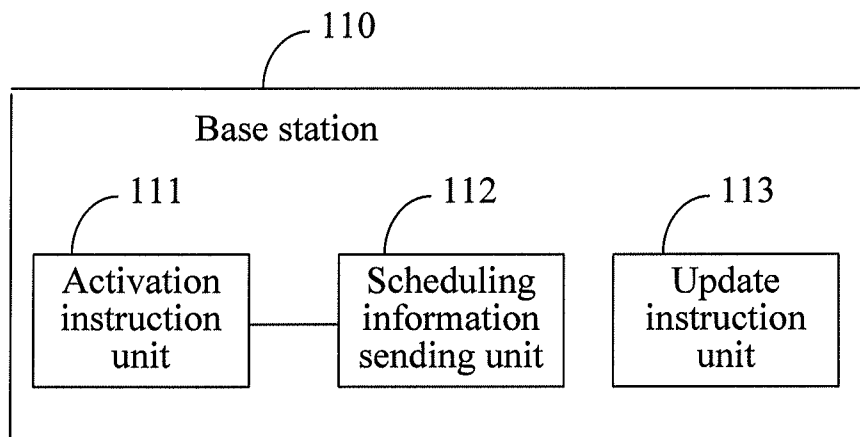 110
Base station
111
112
113
Activation
instruction
unit
Scheduling
information
sending unit
Update
instruction
unit